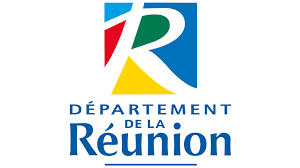 R
DÉPARTEMENT
DE LA
Réunion